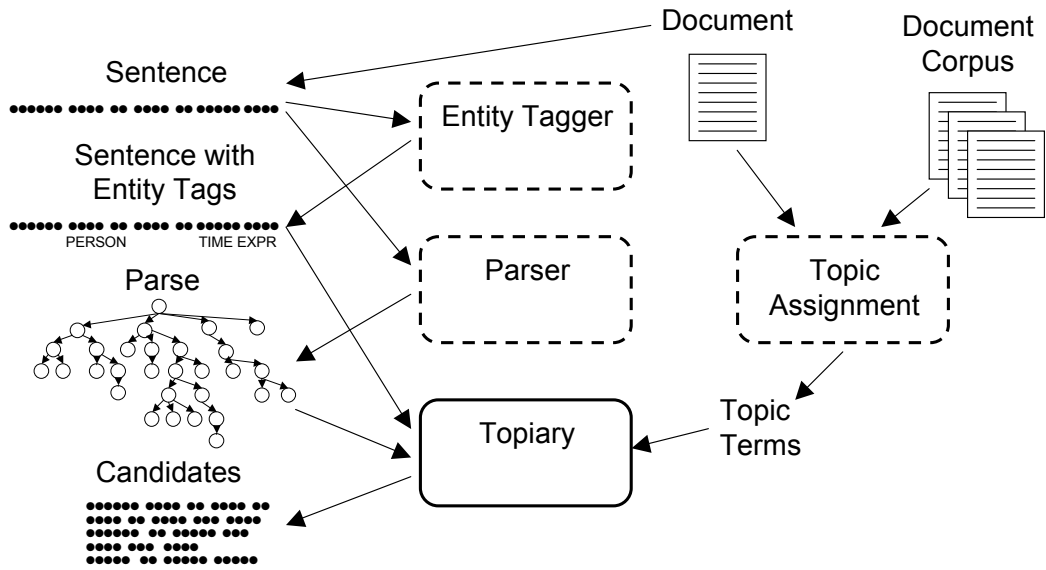 Document
Document
Corpus
Sentence
Entity Tagger
Sentence with
Entity Tags
PERSON
TIME EXPR
Parser
Topic
Assignment
Parse
Topiary
Topic
Terms
Candidates